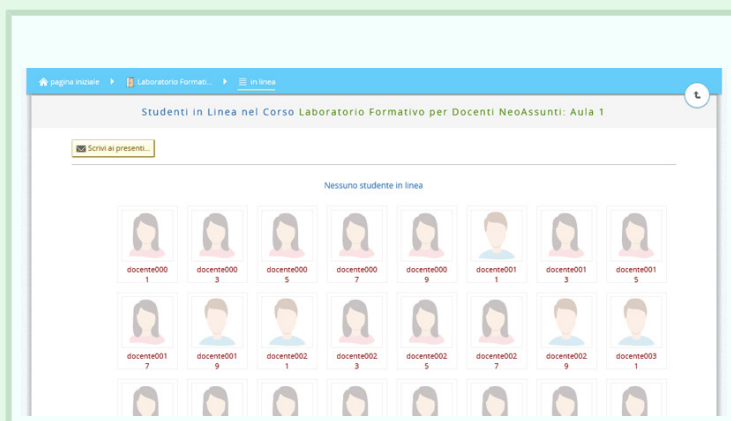 pagina iniziale Laboratorio Formati... in linea
Studenti in Linea nel Corso Laboratorio Formativo per Docenti NeoAssunti: Aula 1
Scrivi ai presenti...
Nessuno studente in linea
docente000 docente000 docente000 docente000 docente000 docente001 docente001 docente001
1 3 5 7 9 1 3 5
docente001 docente001 docente002 docente002 docente002 docente002 docente002 docente003
7 9 1 3 5 7 9 1